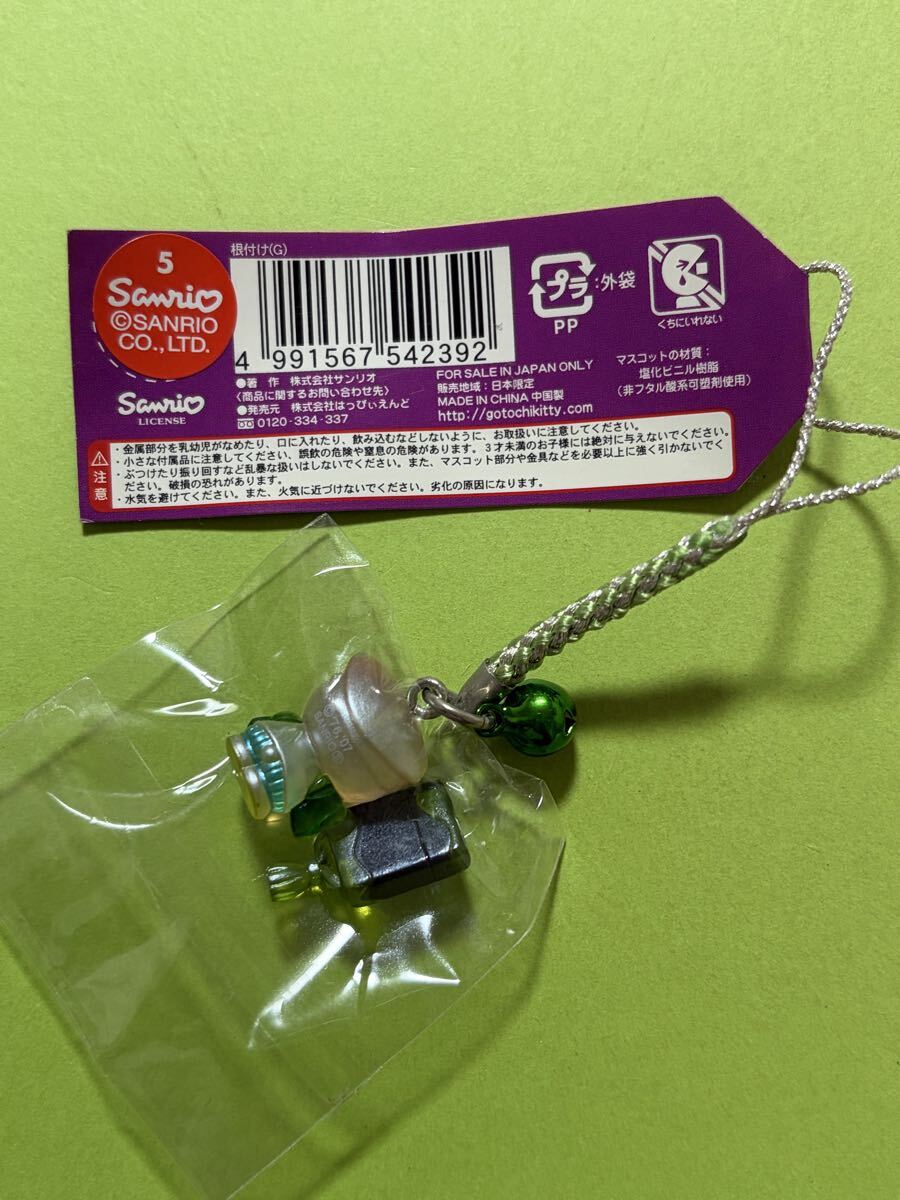 5
Sanrio
©SANRIO
CO., LTD.
Sanrio
LICENSE
根付け(G)
4 991567 542392
●著 作 株式会社サンリオ
〈商品に関するお問い合わせ先〉
●発売元 株式会社はっぴぃえんど
0120-334-337
FOR SALE IN JAPAN ONLY
販売地域:日本限定
MADE IN CHINA 中国製
http://gotochikitty.com/
プラ
:外袋
PP
くちにいれない
マスコットの材質:
塩化ビニル樹脂
(非フタル酸系可塑剤使用)
注意
・金属部分を乳幼児がなめたり、口に入れたり、飲み込むなどしないように、お取扱いに注意してください。
・小さな付属品に注意してください、誤飲の危険や窒息の危険があります。3才未満のお子様には絶対に与えないでください。
・ぶつけたり振り回すなど乱暴な扱いはしないでください。また、マスコット部分や金具などを必要以上に強く引かないでく
ださい。破損の恐れがあります。
・水気を避けてください。また、火気に近づけないでください。劣化の原因になります。